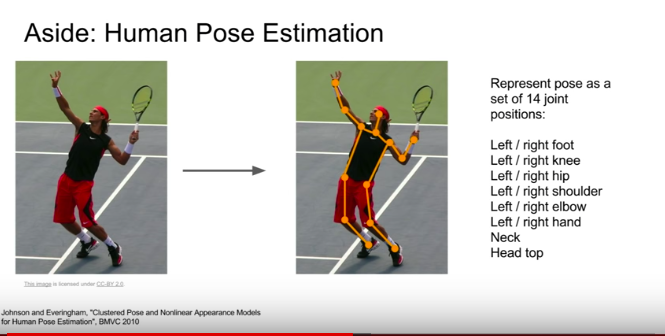 Aside: Human Pose Estimation
Represent pose as a
set of 14 joint
positions:
Left / right foot
Left / right knee
Left / right hip
Left / right shoulder
Left / right elbow
Left / right hand
Neck
Head top
This image is licensed under CC-BY 2.0
Johnson and Everingham, "Clustered Pose and Nonlinear Appearance Models
for Human Pose Estimation", BMVC 2010